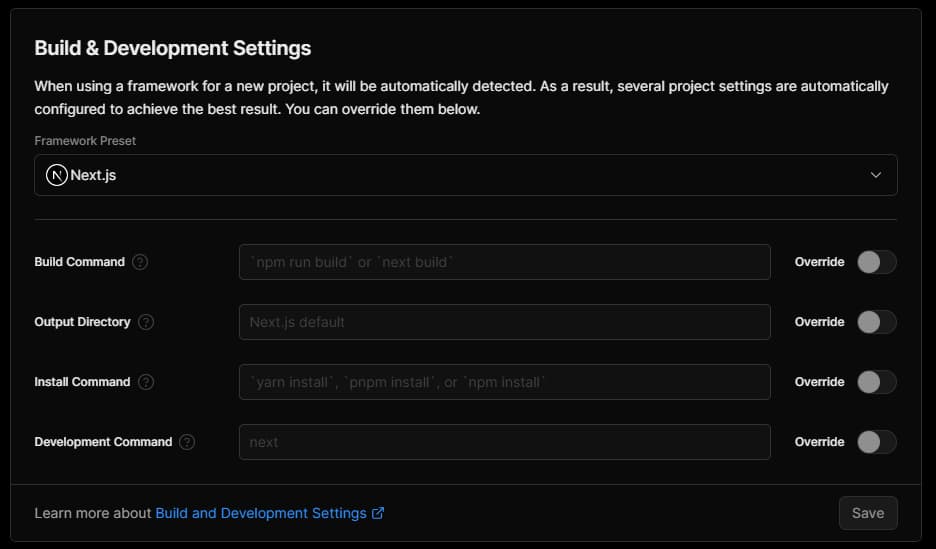 Build & Development Settings
When using a framework for a new project, it will be automatically detected. As a result, several project settings are automatically
configured to achieve the best result. You can override them below.
Framework Preset
N Next.js
Build Command ? `npm run build` or `next build` Override
Output Directory ? Next.js default Override
Install Command ? `yarn install`, `pnpm install`, or `npm install` Override
Development Command ? next Override
Learn more about Build and Development Settings Save